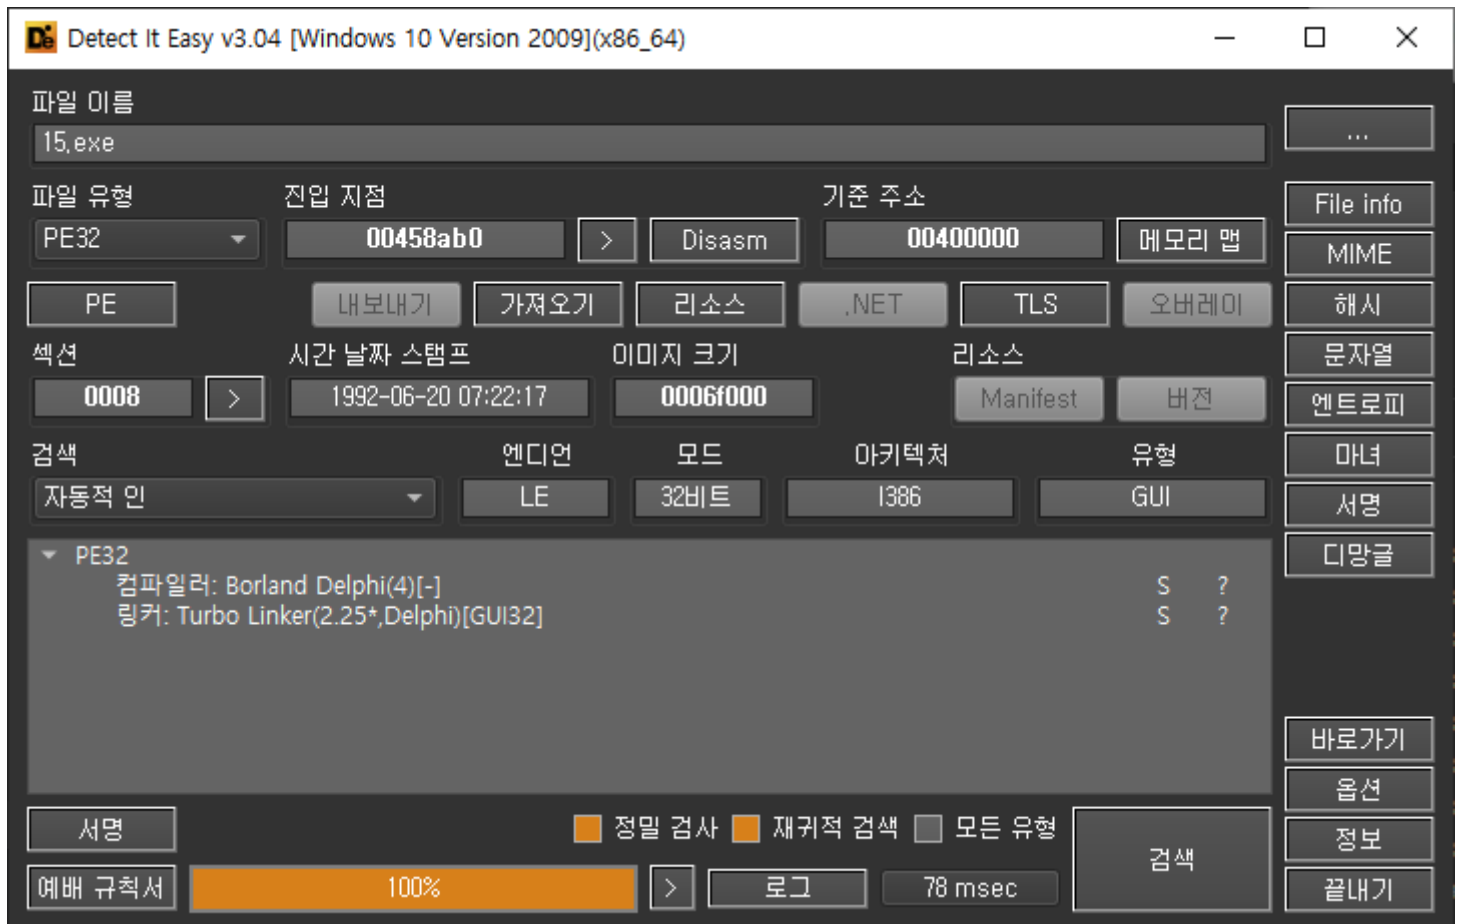 Detect It Easy v3.04 [Windows 10 Version 2009](x86_64)
파일 이름
15.exe
...
파일 유형 진입 지점 기준 주소
PE32 00458ab0 > Disasm 00400000 메모리 맵
File info
MIME
PE 내보내기 가져오기 리소스 .NET TLS 오버레이
해시
섹션 시간 날짜 스탬프 이미지 크기 리소스
문자열
0008 > 1992-06-20 07:22:17 0006f000 Manifest 버전
엔트로피
검색 엔디언 모드 아키텍쳐 유형
마녀
자동적 인 LE 32비트 I386 GUI
서명
PE32
디망글
컴파일러: Borland Delphi(4)[-] S ?
링커: Turbo Linker(2.25*,Delphi)[GUI32] S ?
바로가기
옵션
서명 정밀 검사 재귀적 검색 모든 유형 검색
정보
예배 규칙서 100% > 로그 78 msec
끝내기